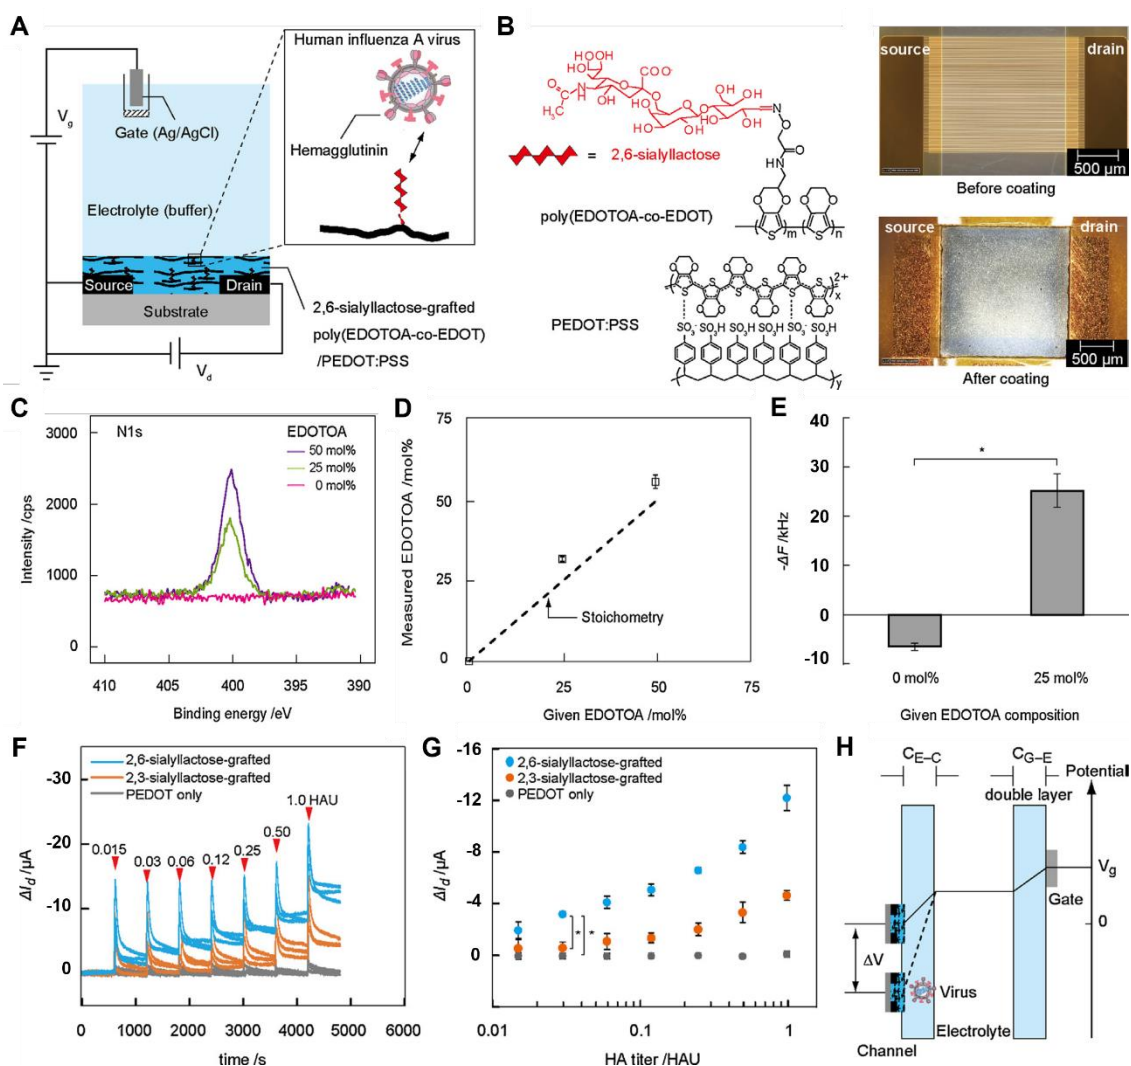 A
Human influenza A virus
Vg
Gate (Ag/AgCl)
Hemagglutinin
Electrolyte (buffer)
Source
Drain
Substrate
2,6-sialyllactose-grafted
poly(EDOTOA-co-EDOT)
/PEDOT:PSS
Vd
B
= 2,6-sialyllactose
poly(EDOTOA-co-EDOT)
PEDOT:PSS
source
drain
500 µm
Before coating
source
drain
500 µm
After coating
C
N1s
EDOTOA
50 mol%
25 mol%
0 mol%
3000
2000
1000
0
Intensity /cps
410 405 400 395 390
Binding energy /eV
D
75
50
25
0
Measured EDOTOA /mol%
Stoichometry
0 25 50 75
Given EDOTOA /mol%
E
40
30
20
10
0
-10
-ΔF /kHz
*
0 mol% 25 mol%
Given EDOTOA composition
F
2,6-sialyllactose-grafted
2,3-sialyllactose-grafted
PEDOT only
-30
-20
-10
0
ΔId /µA
0.015 0.03 0.06 0.12 0.25 0.50 1.0 HAU
0 1000 2000 3000 4000 5000 6000
time /s
G
2,6-sialyllactose-grafted
2,3-sialyllactose-grafted
PEDOT only
-16
-12
-8
-4
0
ΔId /µA
* *
0.01 0.1 1
HA titer /HAU
H
CE–C
CG–E
Potential
double layer
Vg
Gate
0
ΔV
Virus
Electrolyte
Channel